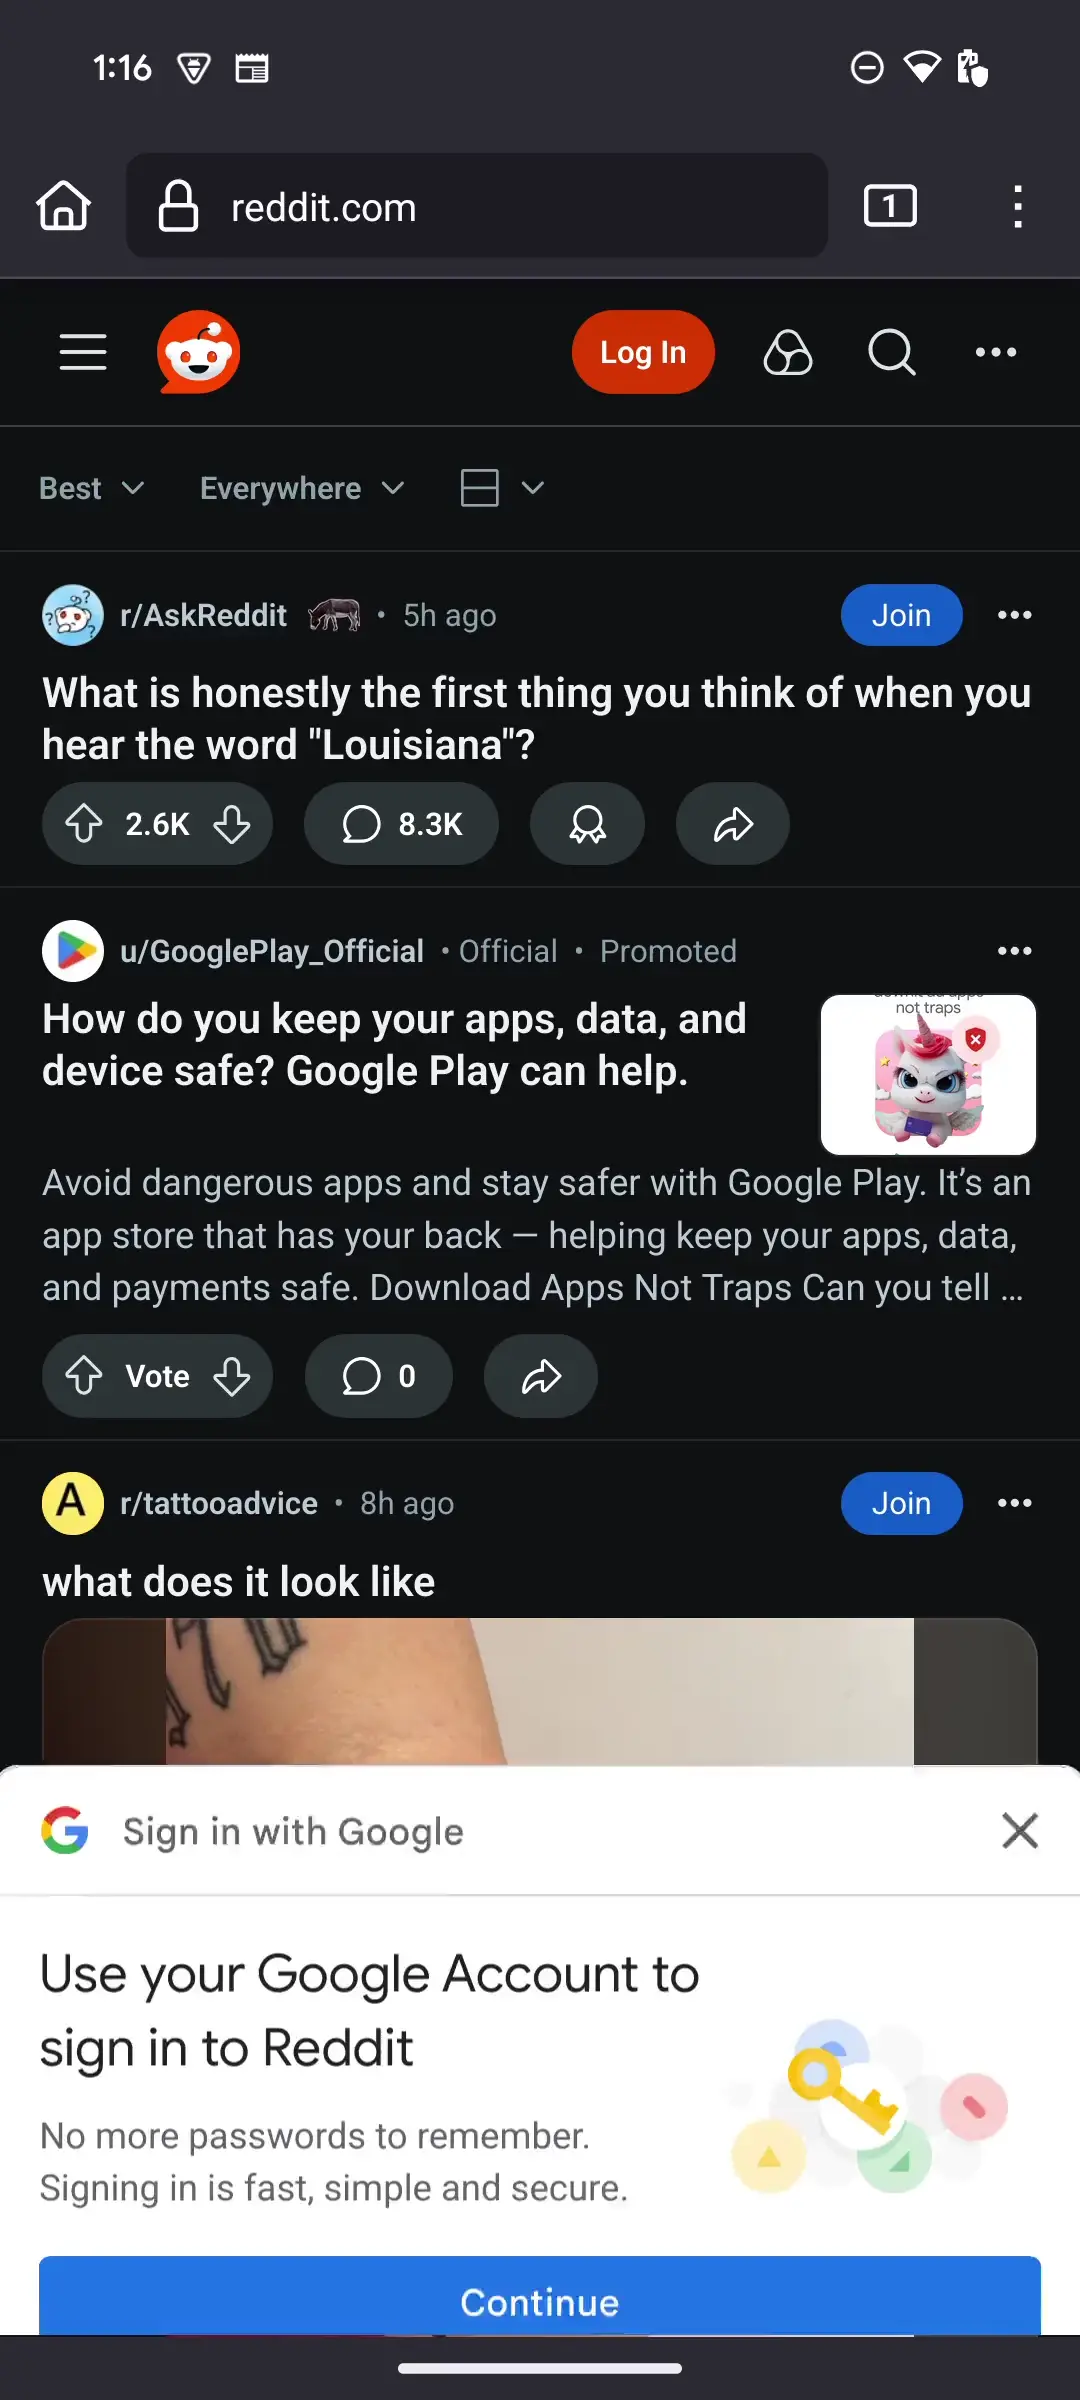 1:16
reddit.com
1
Log In
Best
Everywhere
r/AskReddit • 5h ago
Join
What is honestly the first thing you think of when you
hear the word "Louisiana"?
2.6K
8.3K
u/GooglePlay_Official • Official • Promoted
How do you keep your apps, data, and
device safe? Google Play can help.
not traps
Avoid dangerous apps and stay safer with Google Play. It’s an
app store that has your back — helping keep your apps, data,
and payments safe. Download Apps Not Traps Can you tell ...
Vote
0
A
r/tattooadvice • 8h ago
Join
what does it look like
Sign in with Google
Use your Google Account to
sign in to Reddit
No more passwords to remember.
Signing in is fast, simple and secure.
Continue